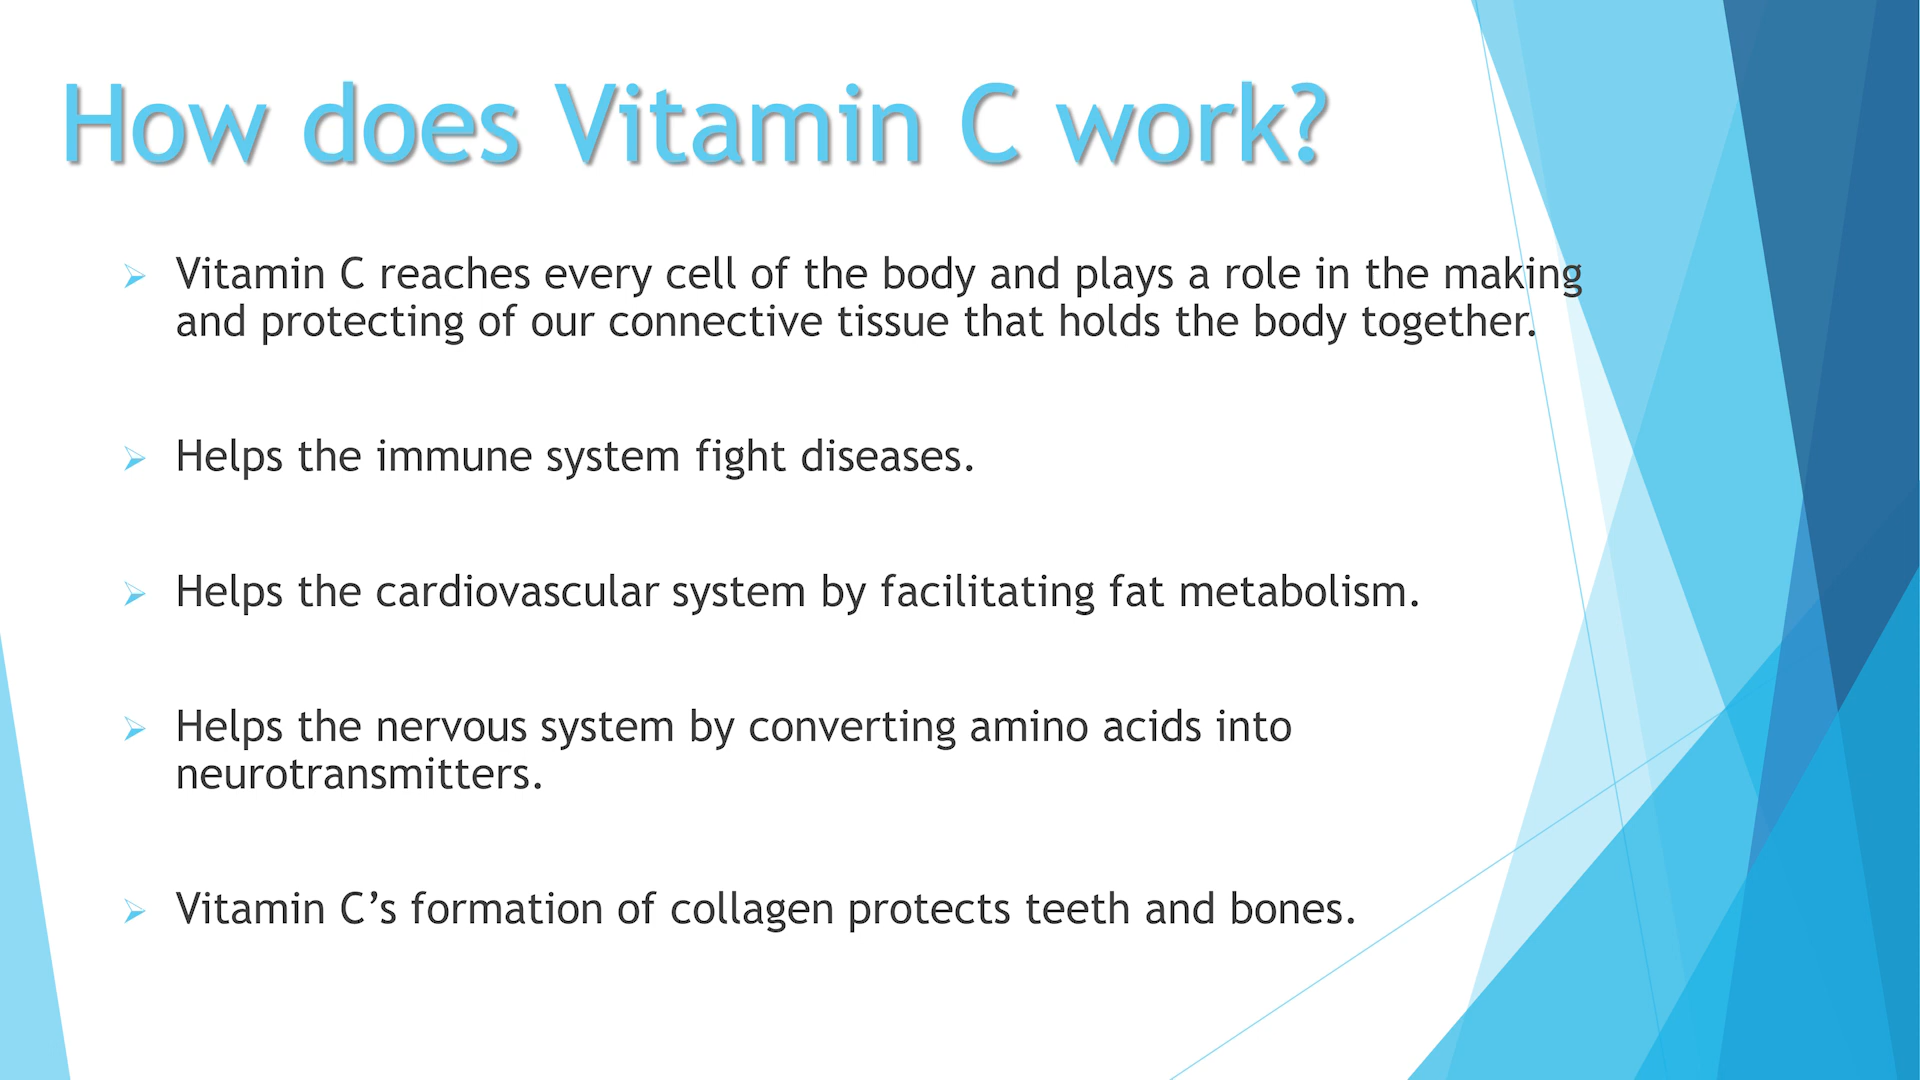 How does Vitamin C work?
Vitamin C reaches every cell of the body and plays a role in the making
and protecting of our connective tissue that holds the body together.
Helps the immune system fight diseases.
Helps the cardiovascular system by facilitating fat metabolism.
Helps the nervous system by converting amino acids into
neurotransmitters.
Vitamin C’s formation of collagen protects teeth and bones.